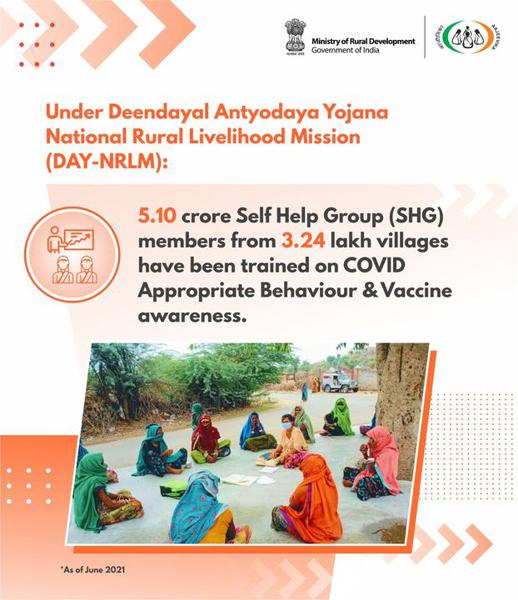 Ministry of Rural Development
Government of India
Under Deendayal Antyodaya Yojana
National Rural Livelihood Mission
(DAY-NRLM):
5.10 crore Self Help Group (SHG)
members from 3.24 lakh villages
have been trained on COVID
Appropriate Behaviour & Vaccine
awareness.
*As of June 2021